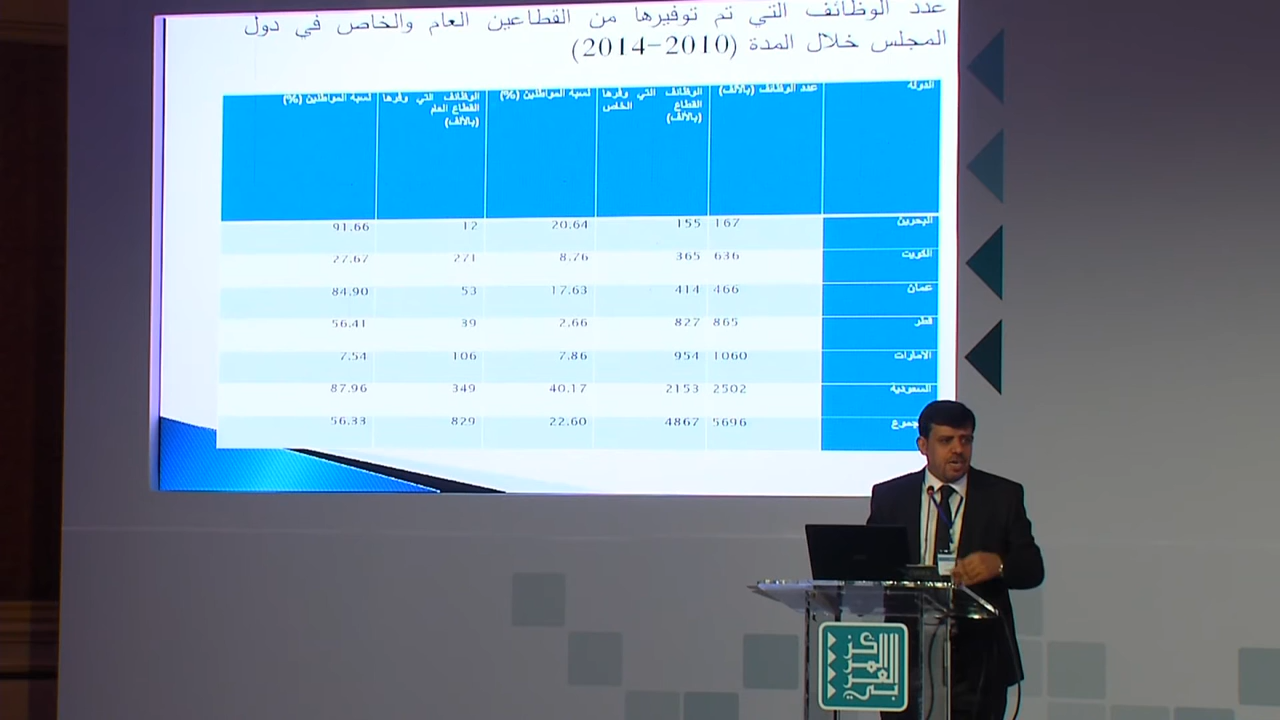 عدد الوظائف التي تم توفيرها من القطاعين العام والخاص في دول
المجلس خلال المدة (2010-2014)
الدولة عدد الوظائف (بالألف) الوظائف التي وفرها القطاع الخاص (بالألف) نسبة المواطنين (%) الوظائف التي وفرها القطاع العام (بالألف) نسبة المواطنين (%)
البحرين 167 155 20.64 12 91.66
الكويت 636 365 8.76 271 27.67
عمان 466 414 17.63 53 84.90
قطر 865 827 2.66 39 56.41
الامارات 1060 954 7.86 106 7.54
السعودية 2502 2153 40.17 349 87.96
5696 4867 22.60 829 56.33